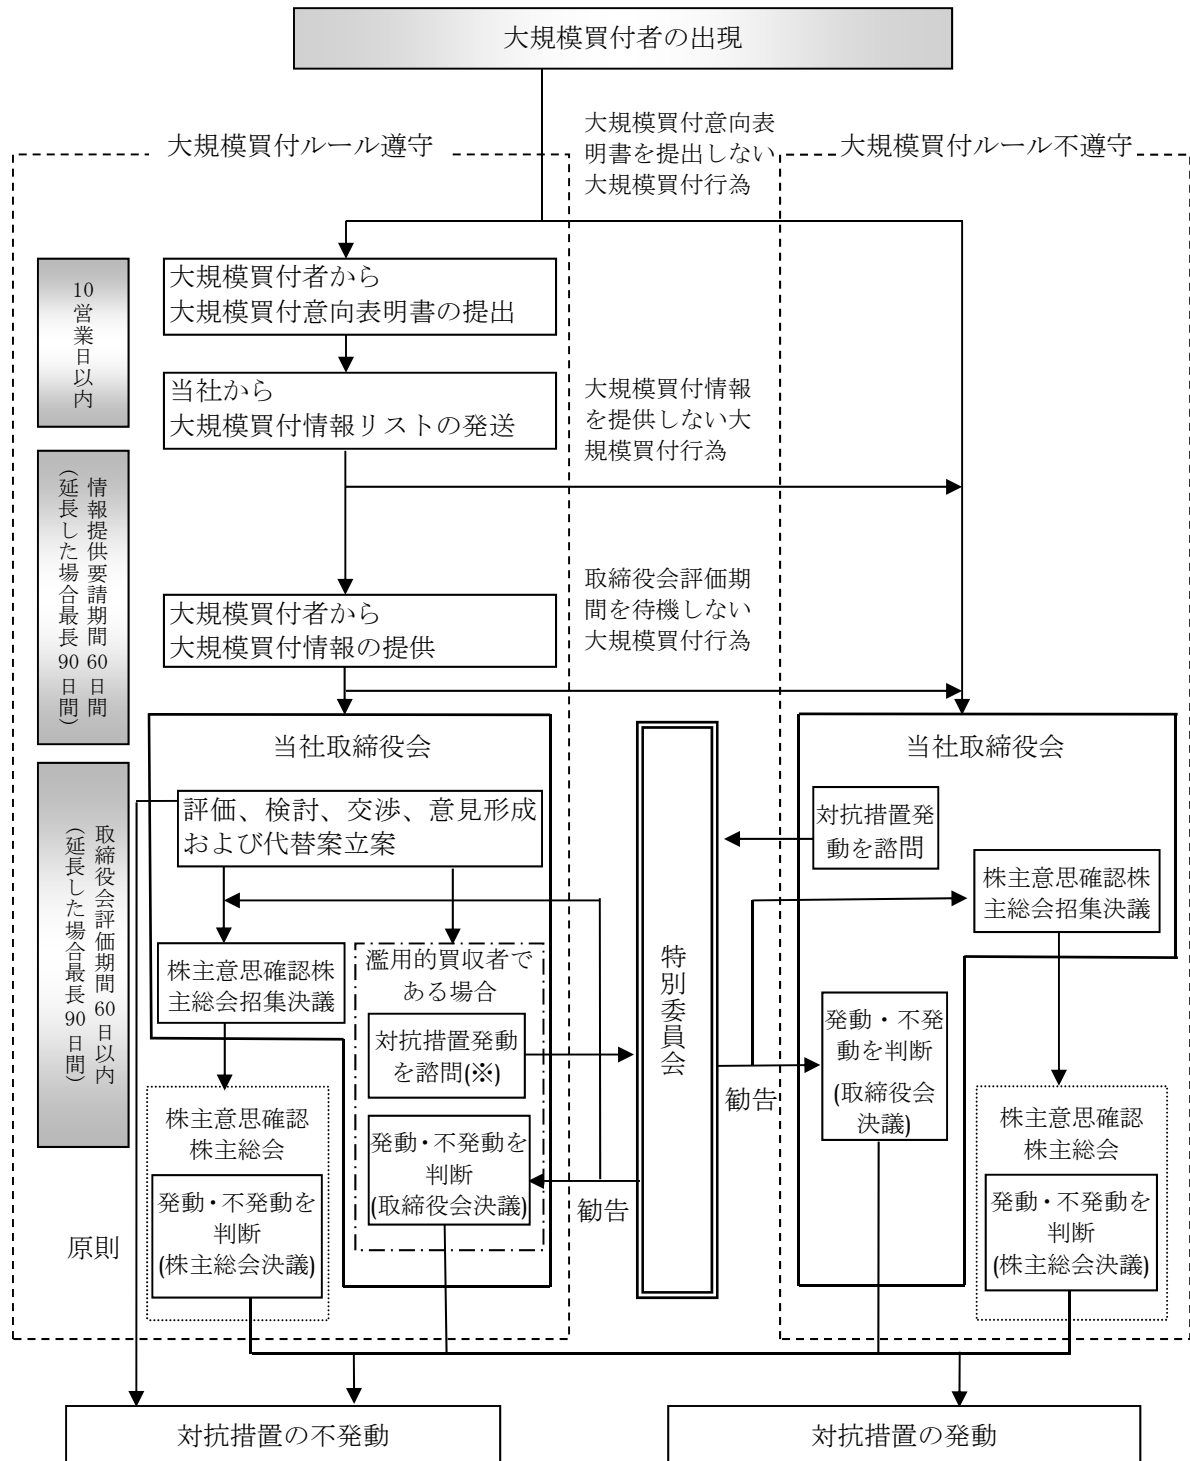 大規模買付者の出現
大規模買付ルール遵守
大規模買付意向表
明書を提出しない
大規模買付行為
大規模買付ルール不遵守
10営業日以内
大規模買付者から
大規模買付意向表明書の提出
当社から
大規模買付情報リストの発送
大規模買付情報
を提供しない大
規模買付行為
情報提供要請期間60日間
(延長した場合最長90日間)
大規模買付者から
大規模買付情報の提供
取締役会評価期
間を待機しない
大規模買付行為
取締役会評価期間60日以内
(延長した場合最長90日間)
当社取締役会
評価、検討、交渉、意見形成
および代替案立案
株主意思確認株
主総会招集決議
濫用的買収者で
ある場合
対抗措置発動
を諮問(※)
発動・不発動を
判断
(取締役会決議)
株主意思確認
株主総会
発動・不発動を
判断
(株主総会決議)
原則
勧告
特別委員会
勧告
当社取締役会
対抗措置発
動を諮問
株主意思確認株
主総会招集決議
発動・不発
動を判断
(取締役会
決議)
株主意思確認
株主総会
発動・不発動を
判断
(株主総会決議)
対抗措置の不発動
対抗措置の発動